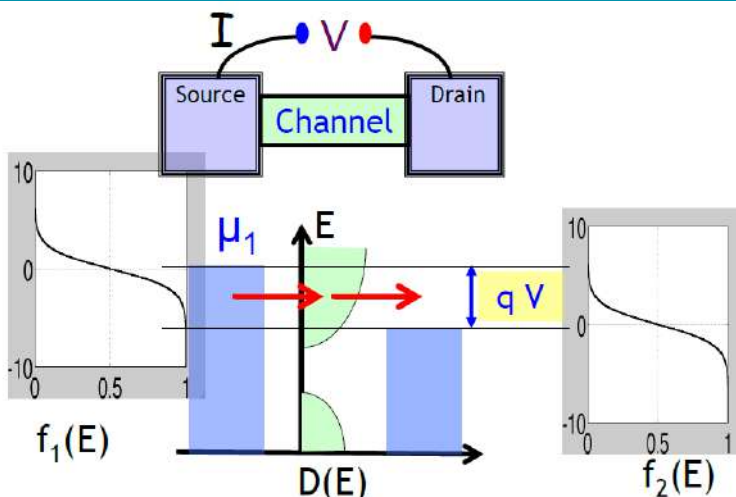 I V
Source Drain
Channel
10
0
-10
0 0.5 1
f₁(E)
μ₁
E
q V
D(E)
10
0
-10
0 0.5 1
f₂(E)